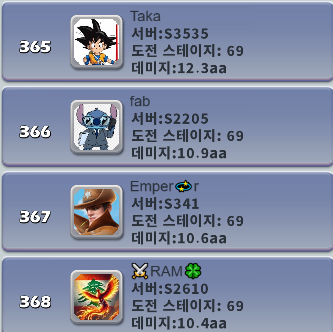 Taka
365
서버:S3535
도전 스테이지: 69
데미지:12.3aa
fab
366
서버:S2205
도전 스테이지: 69
데미지:10.9aa
Emper💫r
367
서버:S341
도전 스테이지: 69
데미지:10.6aa
⚔RAM🍀
368
서버:S2610
도전 스테이지: 69
데미지:10.4aa